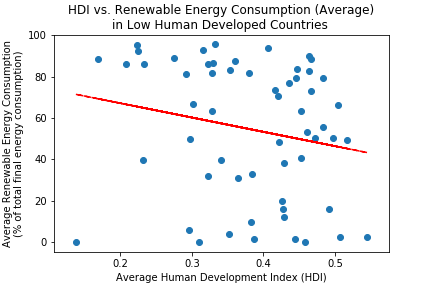 HDI vs. Renewable Energy Consumption (Average)
in Low Human Developed Countries
Average Renewable Energy Consumption
(% of total final energy consumption)
100
80
60
40
20
0
0.2 0.3 0.4 0.5
Average Human Development Index (HDI)